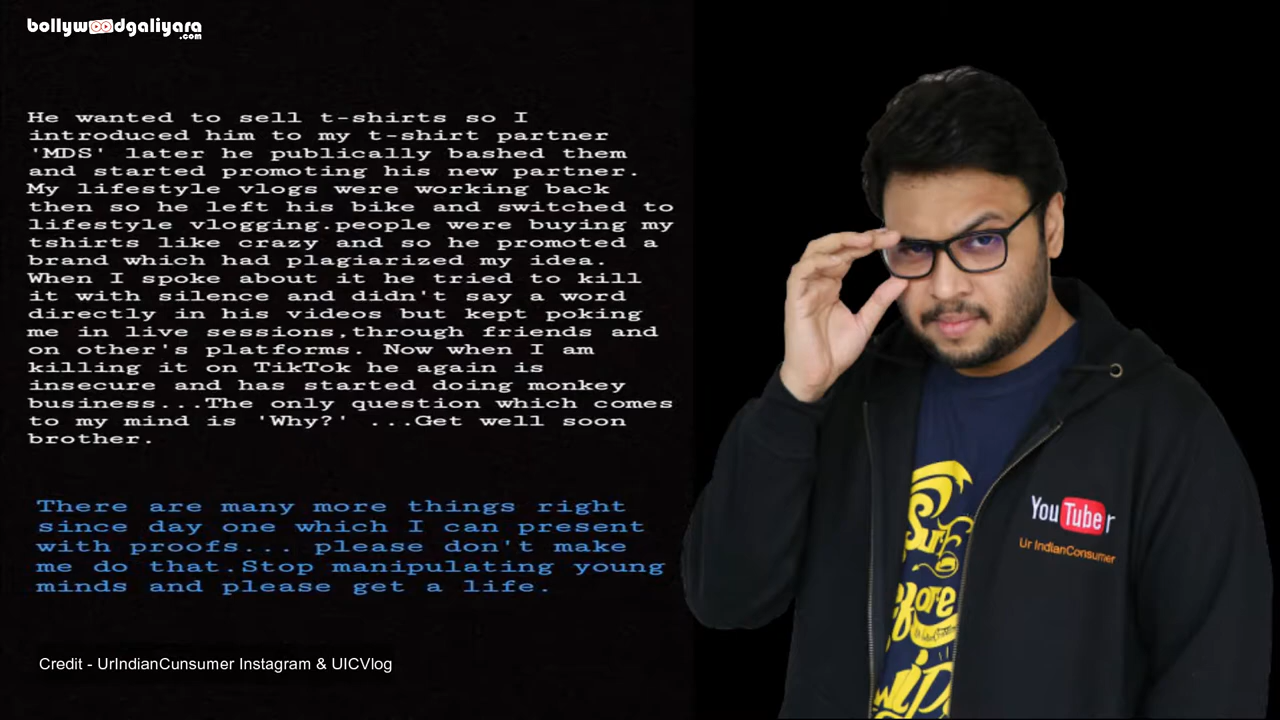 bollywoodgaliyara
.com
He wanted to sell t-shirts so I
introduced him to my t-shirt partner
'MDS' later he publically bashed them
and started promoting his new partner.
My lifestyle vlogs were working back
then so he left his bike and switched to
lifestyle vlogging.people were buying my
tshirts like crazy and so he promoted a
brand which had plagiarized my idea.
When I spoke about it he tried to kill
it with silence and didn't say a word
directly in his videos but kept poking
me in live sessions,through friends and
on other's platforms. Now when I am
killing it on TikTok he again is
insecure and has started doing monkey
business...The only question which comes
to my mind is 'Why?' ...Get well soon
brother.
There are many more things right
since day one which I can present
with proofs... please don't make
me do that.Stop manipulating young
minds and please get a life.
Credit - UrIndianCunsumer Instagram & UICVlog
YouTuber
Ur IndianConsumer